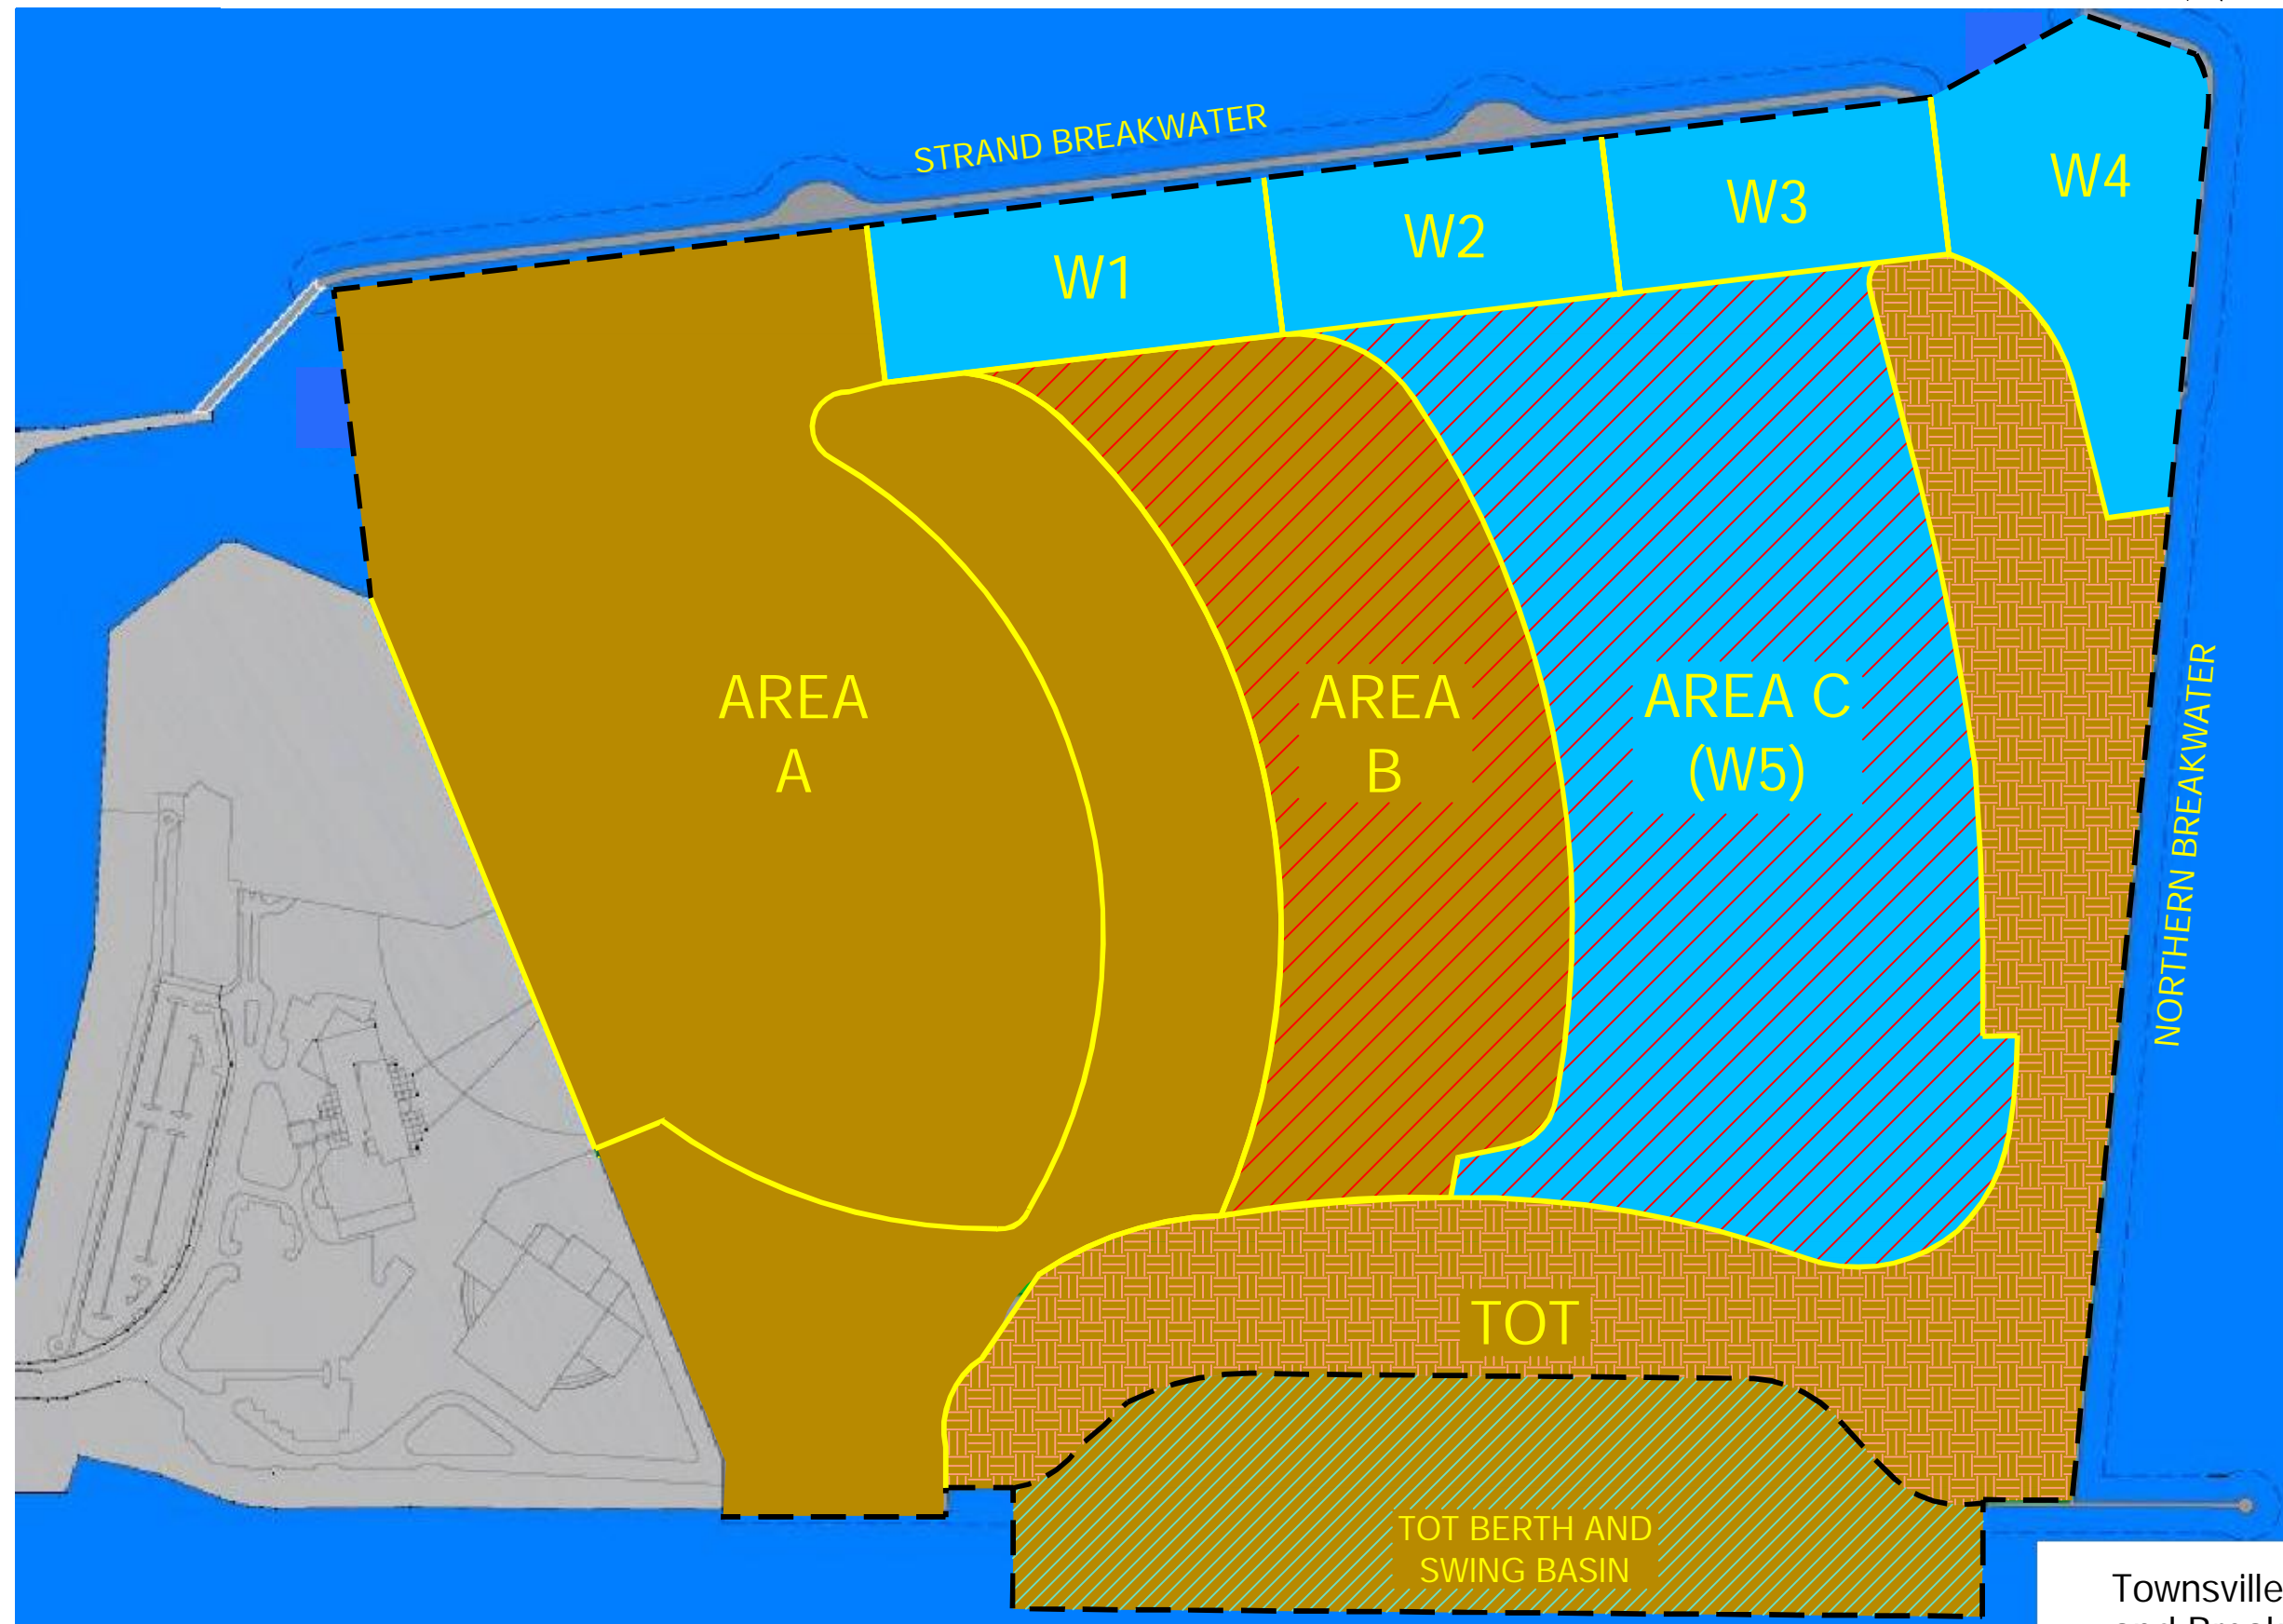 STRAND BREAKWATER
W4
W3
W2
W1
AREA
A
AREA
B
AREA C
(W5)
NORTHERN BREAKWATER
TOT
TOT BERTH AND
SWING BASIN
Townsville